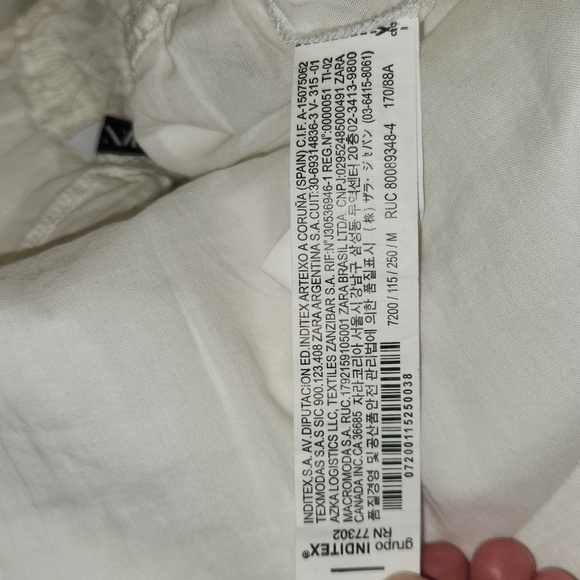 grupo INDITEX®
RN 77302
INDITEX,S.A. AV.DIPUTACION ED.INDITEX ARTEIXO A CORUÑA (SPAIN) C.I.F. A-15075062
TEXMODAS S.A.S SIC 900.123.408 ZARA ARGENTINA S.A.CUIT:30-69314836-3 V- 315 -01
AZKA LOGISTICS LLC, TEXTILES ZANZIBAR S.A. RIF:NºJ30536946-1 REG.Nº:0000051 TI-02
MACROMODA S.A. RUC.1792159105001 ZARA BRASIL LTDA. CNPJ:02952485000491 ZARA
CANADA INC.CA 36685 자라코리아 서울시 강남구 삼성동 무역센터 20층02-3413-9800
품질경영 및 공산품안전 관리법에 의한 품질표시 (株) ザラ・ジャパン (03-6415-8061)
7200 / 115 / 250 / M RUC 80089348-4 170/88A
07200115250038